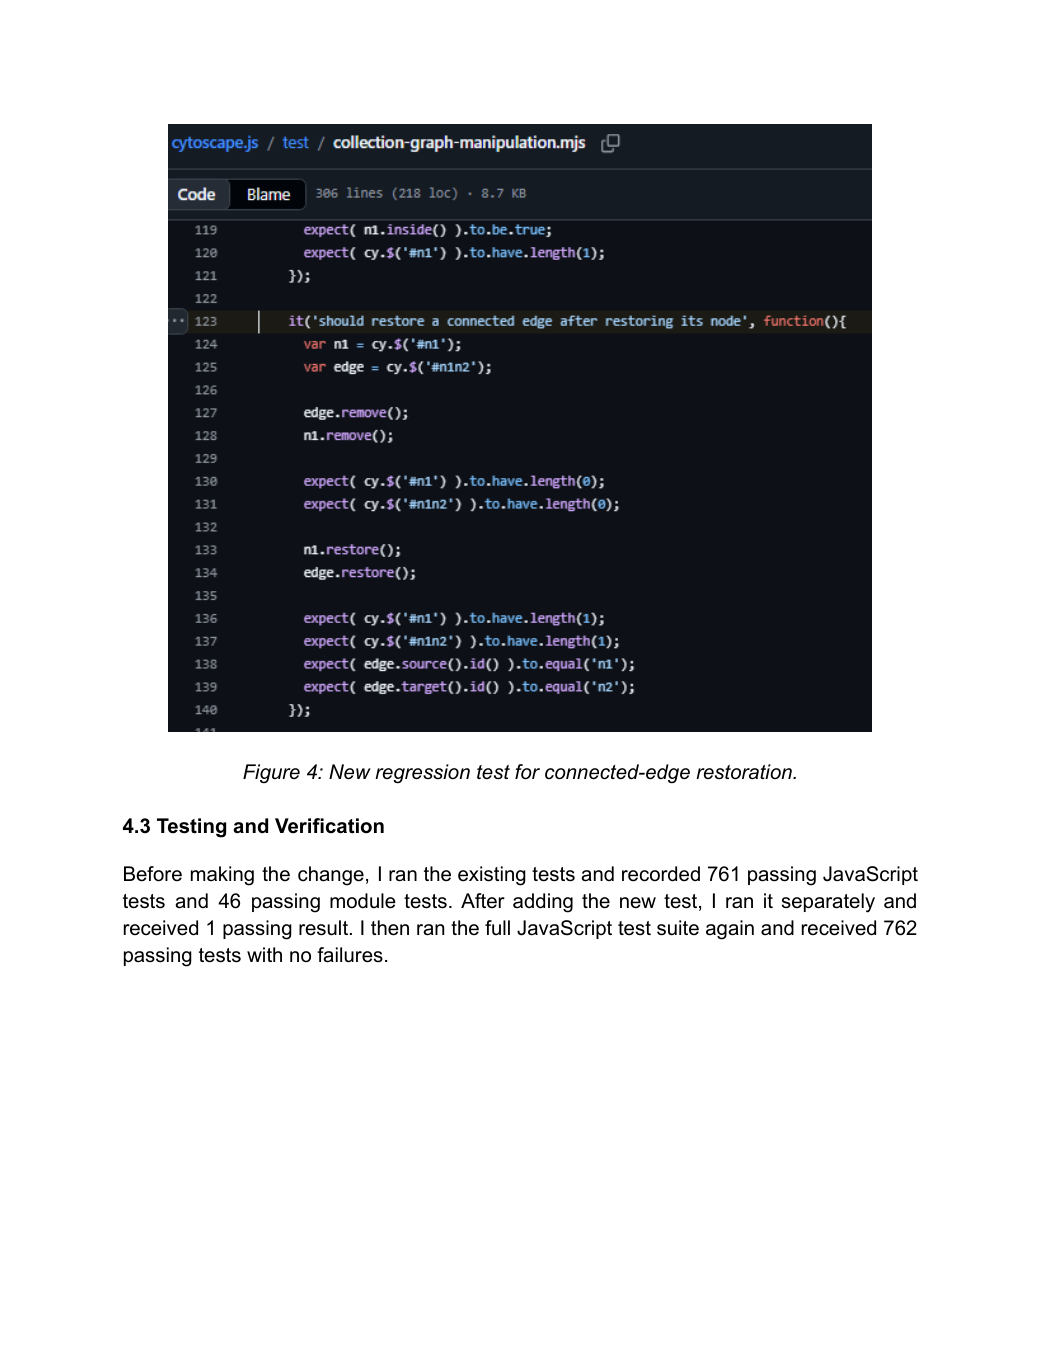 cytoscape.js / test / collection-graph-manipulation.mjs
Code Blame 306 lines (218 loc) · 8.7 KB
119 expect( n1.inside() ).to.be.true;
120 expect( cy.$('#n1') ).to.have.length(1);
121 });
122
123 it('should restore a connected edge after restoring its node', function(){
124 var n1 = cy.$('#n1');
125 var edge = cy.$('#n1n2');
126
127 edge.remove();
128 n1.remove();
129
130 expect( cy.$('#n1') ).to.have.length(0);
131 expect( cy.$('#n1n2') ).to.have.length(0);
132
133 n1.restore();
134 edge.restore();
135
136 expect( cy.$('#n1') ).to.have.length(1);
137 expect( cy.$('#n1n2') ).to.have.length(1);
138 expect( edge.source().id() ).to.equal('n1');
139 expect( edge.target().id() ).to.equal('n2');
140 });
Figure 4: New regression test for connected-edge restoration.
4.3 Testing and Verification
Before making the change, I ran the existing tests and recorded 761 passing JavaScript
tests and 46 passing module tests. After adding the new test, I ran it separately and
received 1 passing result. I then ran the full JavaScript test suite again and received 762
passing tests with no failures.